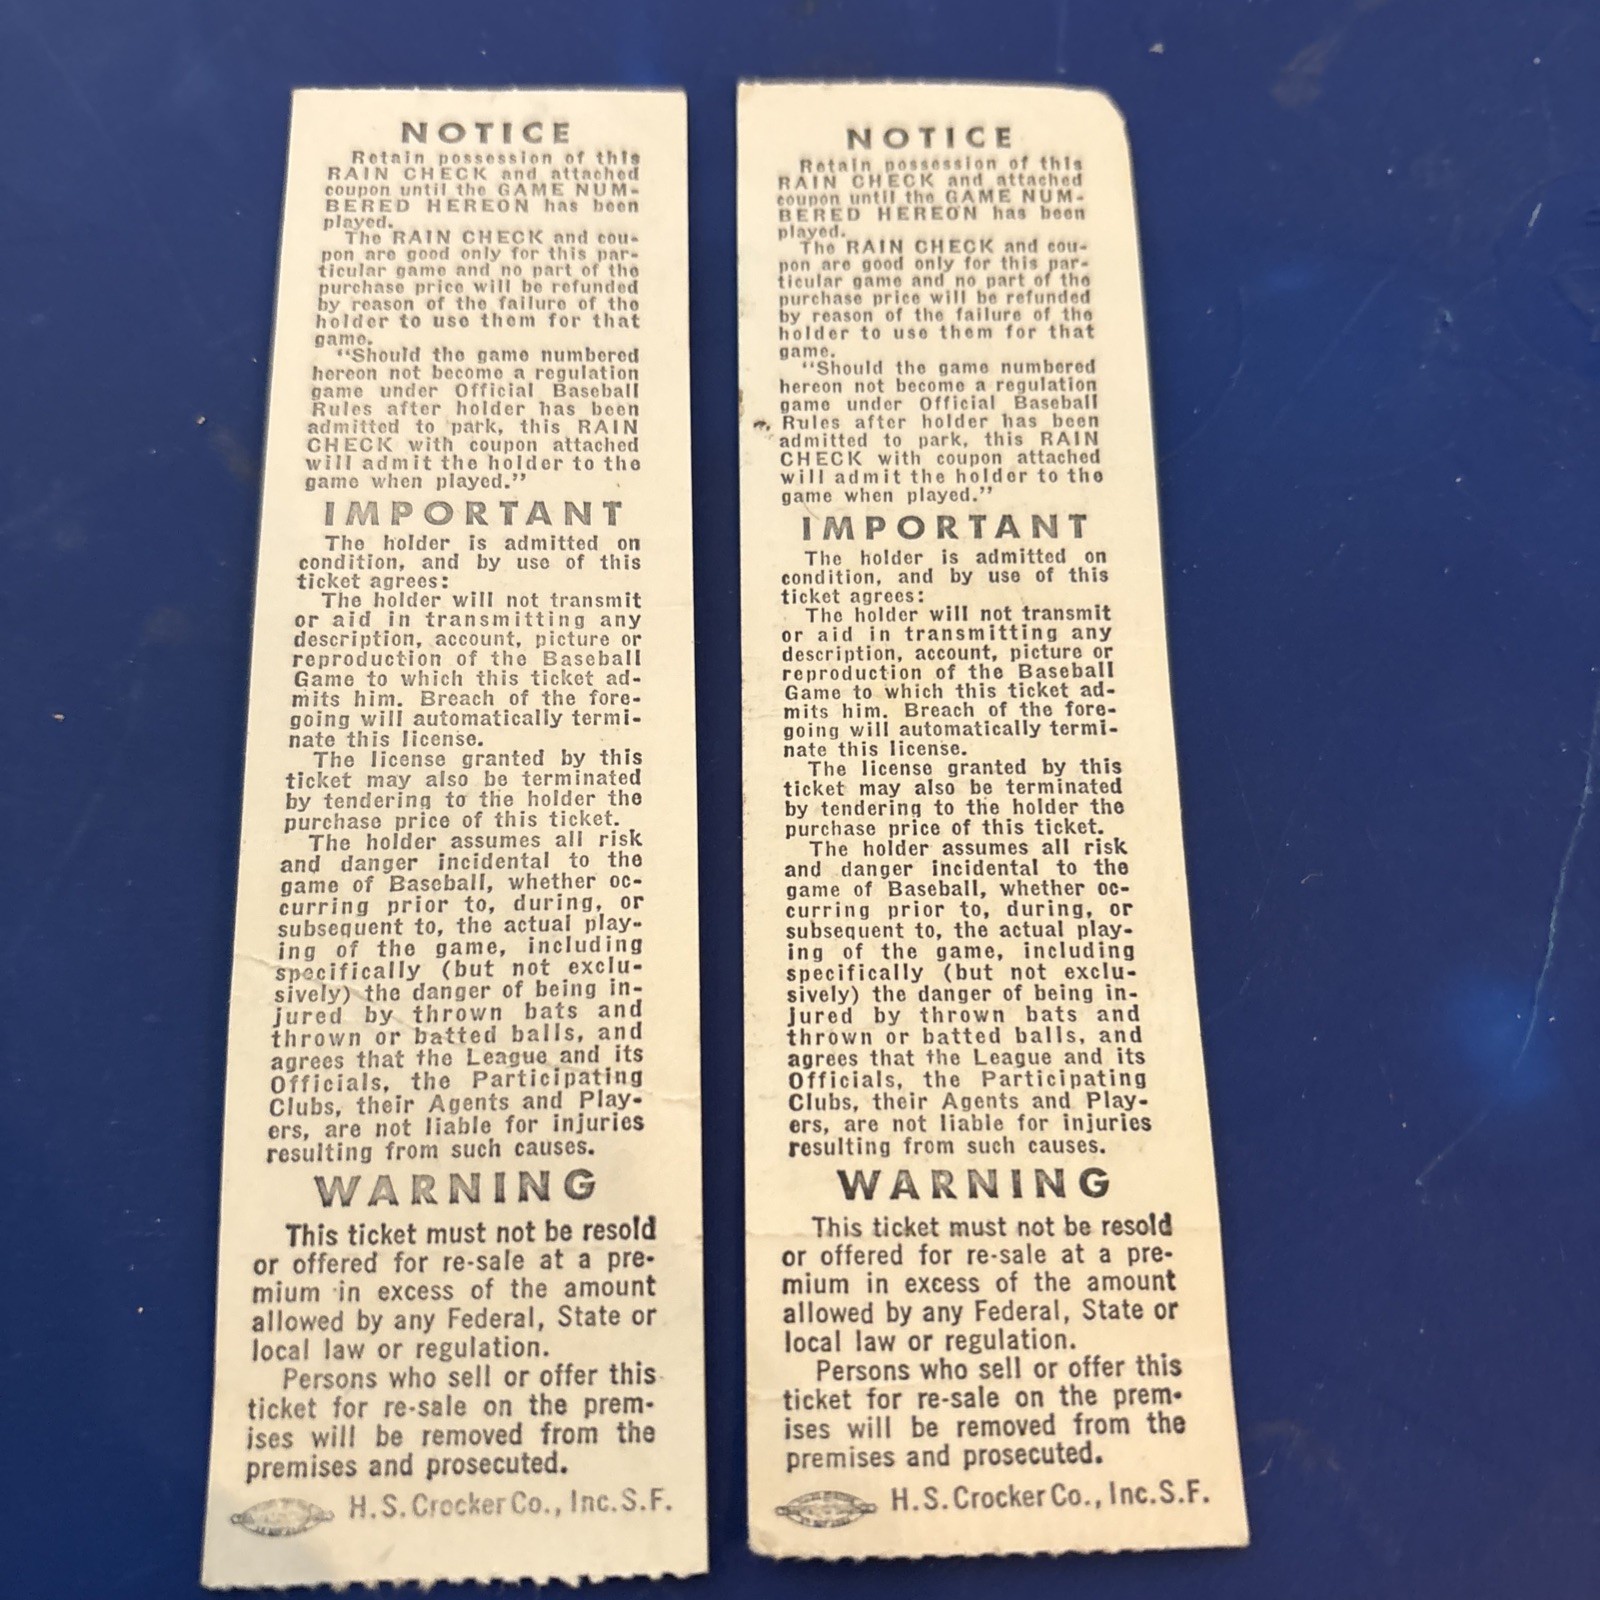 NOTICE
Retain possession of this
RAIN CHECK and attached
coupon until the GAME NUM-
BERED HEREON has been
played.
The RAIN CHECK and cou-
pon are good only for this par-
ticular game and no part of the
purchase price will be refunded
by reason of the failure of the
holder to use them for that
game.
"Should the game numbered
hereon not become a regulation
game under Official Baseball
Rules after holder has been
admitted to park, this RAIN
CHECK with coupon attached
will admit the holder to the
game when played."
IMPORTANT
The holder is admitted on
condition, and by use of this
ticket agrees:
The holder will not transmit
or aid in transmitting any
description, account, picture or
reproduction of the Baseball
Game to which this ticket ad-
mits him. Breach of the fore-
going will automatically termi-
nate this license.
The license granted by this
ticket may also be terminated
by tendering to the holder the
purchase price of this ticket.
The holder assumes all risk
and danger incidental to the
game of Baseball, whether oc-
curring prior to, during, or
subsequent to, the actual play-
ing of the game, including
specifically (but not exclu-
sively) the danger of being in-
jured by thrown bats and
thrown or batted balls, and
agrees that the League and its
Officials, the Participating
Clubs, their Agents and Play-
ers, are not liable for injuries
resulting from such causes.
WARNING
This ticket must not be resold
or offered for re-sale at a pre-
mium in excess of the amount
allowed by any Federal, State or
local law or regulation.
Persons who sell or offer this
ticket for re-sale on the prem-
ises will be removed from the
premises and prosecuted.
H.S. Crocker Co., Inc. S.F.
NOTICE
Retain possession of this
RAIN CHECK and attached
coupon until the GAME NUM-
BERED HEREON has been
played.
The RAIN CHECK and cou-
pon are good only for this par-
ticular game and no part of the
purchase price will be refunded
by reason of the failure of the
holder to use them for that
game.
"Should the game numbered
hereon not become a regulation
game under Official Baseball
Rules after holder has been
admitted to park, this RAIN
CHECK with coupon attached
will admit the holder to the
game when played."
IMPORTANT
The holder is admitted on
condition, and by use of this
ticket agrees:
The holder will not transmit
or aid in transmitting any
description, account, picture or
reproduction of the Baseball
Game to which this ticket ad-
mits him. Breach of the fore-
going will automatically termi-
nate this license.
The license granted by this
ticket may also be terminated
by tendering to the holder the
purchase price of this ticket.
The holder assumes all risk
and danger incidental to the
game of Baseball, whether oc-
curring prior to, during, or
subsequent to, the actual play-
ing of the game, including
specifically (but not exclu-
sively) the danger of being in-
jured by thrown bats and
thrown or batted balls, and
agrees that the League and its
Officials, the Participating
Clubs, their Agents and Play-
ers, are not liable for injuries
resulting from such causes.
WARNING
This ticket must not be resold
or offered for re-sale at a pre-
mium in excess of the amount
allowed by any Federal, State or
local law or regulation.
Persons who sell or offer this
ticket for re-sale on the prem-
ises will be removed from the
premises and prosecuted.
H.S. Crocker Co., Inc. S.F.